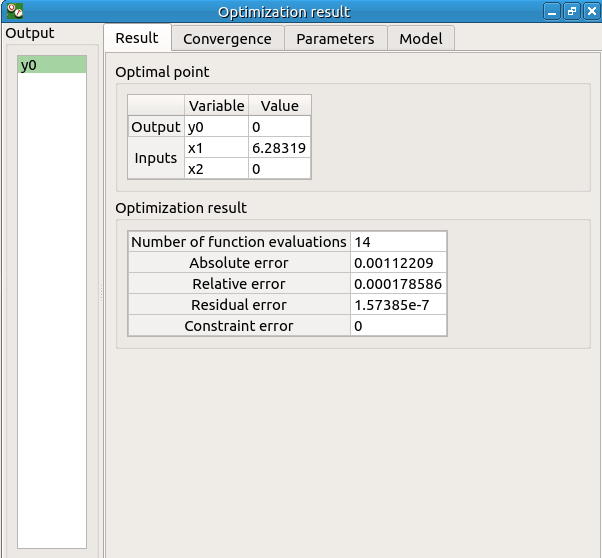 Optimization result
Output
y0
Result Convergence Parameters Model
Optimal point
Variable Value
Output y0 0
Inputs x1 6.28319
x2 0
Optimization result
Number of function evaluations 14
Absolute error 0.00112209
Relative error 0.000178586
Residual error 1.57385e-7
Constraint error 0